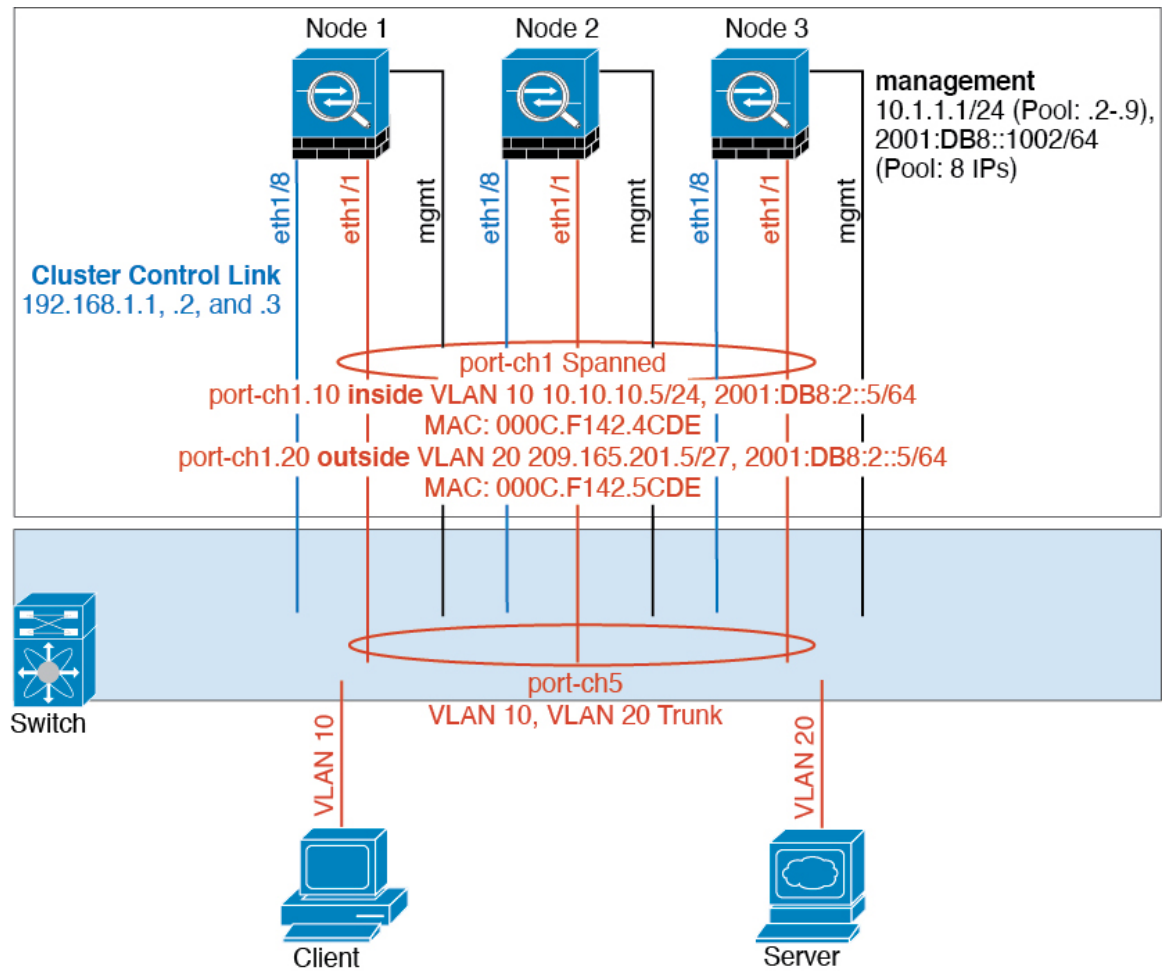 Node 1
Node 2
Node 3
management
10.1.1.1/24 (Pool: .2-.9),
2001:DB8::1002/64
(Pool: 8 IPs)
eth1/8
eth1/1
mgmt
eth1/8
eth1/1
mgmt
eth1/8
eth1/1
mgmt
Cluster Control Link
192.168.1.1, .2, and .3
port-ch1 Spanned
port-ch1.10 inside VLAN 10 10.10.10.5/24, 2001:DB8:2::5/64
MAC: 000C.F142.4CDE
port-ch1.20 outside VLAN 20 209.165.201.5/27, 2001:DB8:2::5/64
MAC: 000C.F142.5CDE
Switch
port-ch5
VLAN 10, VLAN 20 Trunk
VLAN 10
VLAN 20
Client
Server